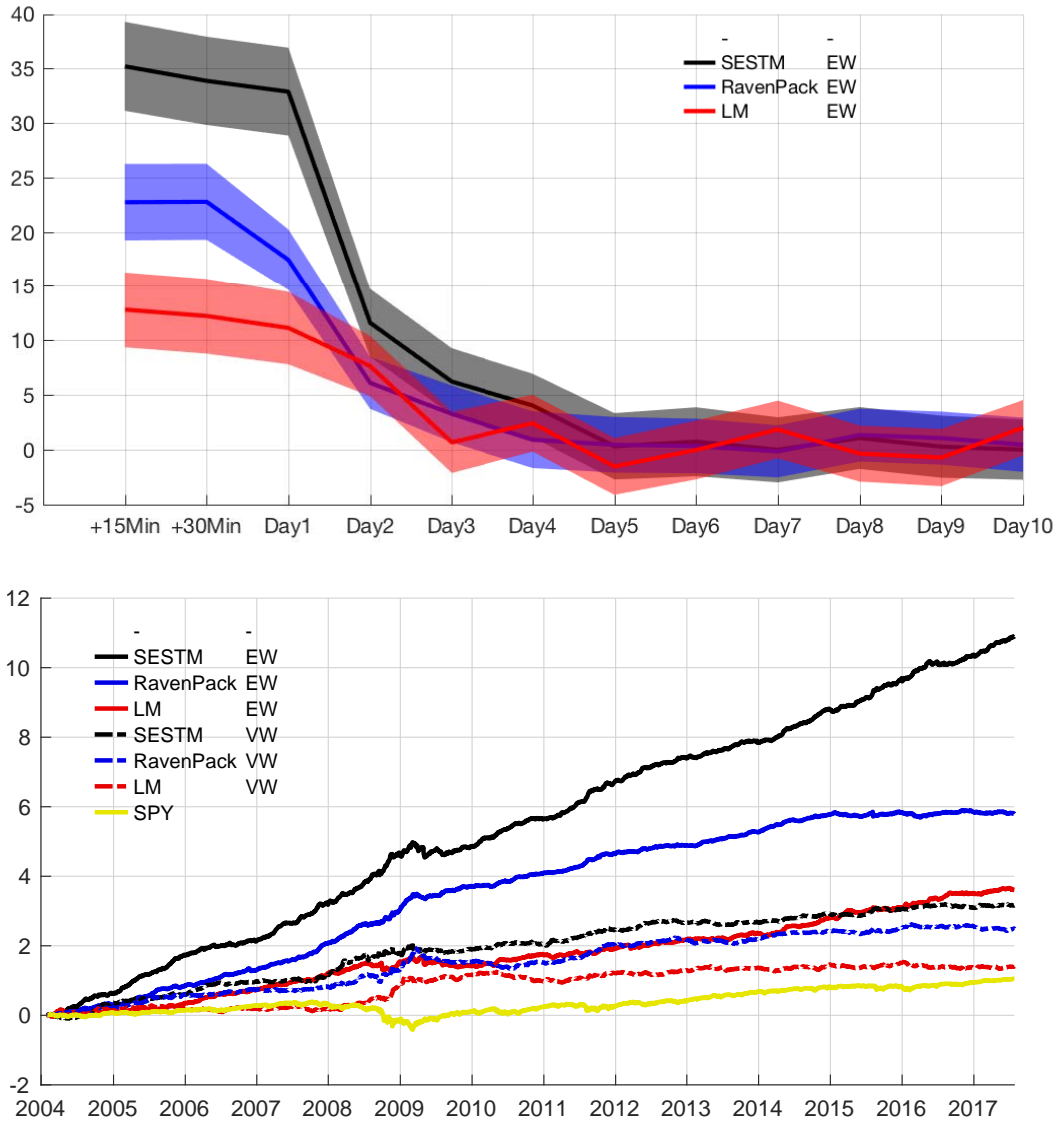 40
35
30
25
20
15
10
5
0
-5
- -
SESTM EW
RavenPack EW
LM EW
+15Min +30Min Day1 Day2 Day3 Day4 Day5 Day6 Day7 Day8 Day9 Day10
12
10
8
6
4
2
0
-2
- -
SESTM EW
RavenPack EW
LM EW
SESTM VW
RavenPack VW
LM VW
SPY
2004 2005 2006 2007 2008 2009 2010 2011 2012 2013 2014 2015 2016 2017